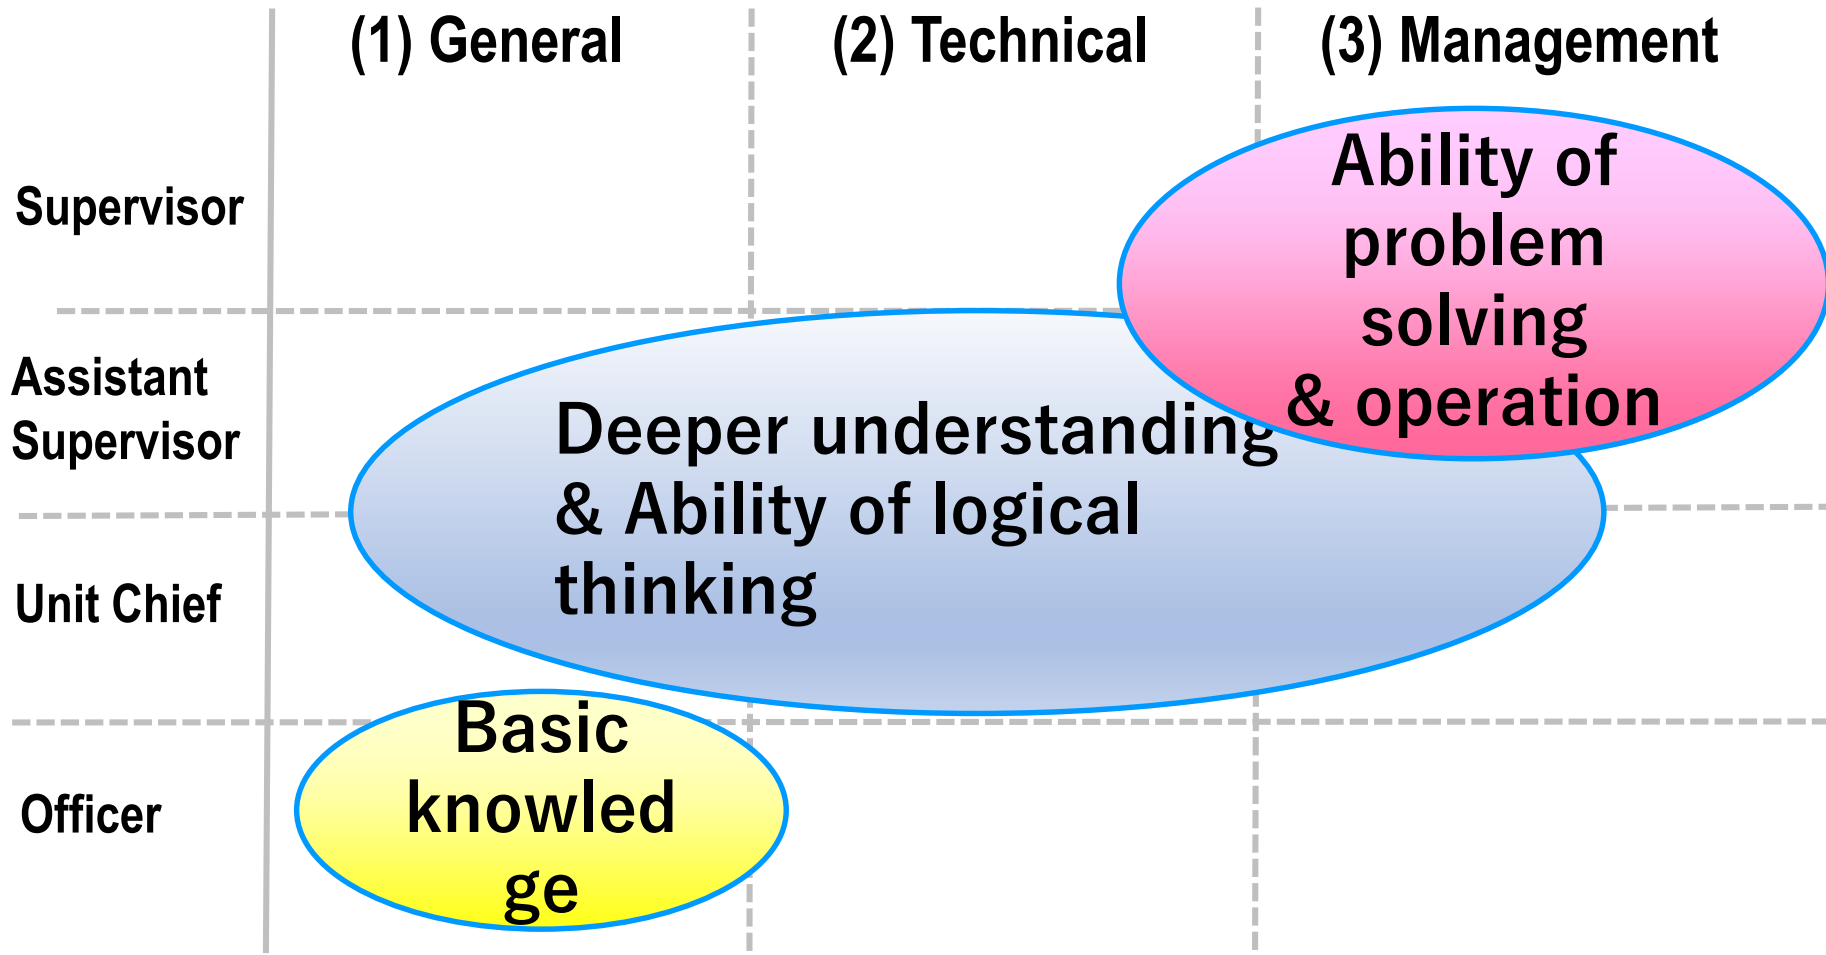 (1) General
(2) Technical
(3) Management
Supervisor
Ability of
problem
solving
& operation
Assistant
Supervisor
Deeper understanding
& Ability of logical
thinking
Unit Chief
Basic
knowled
ge
Officer